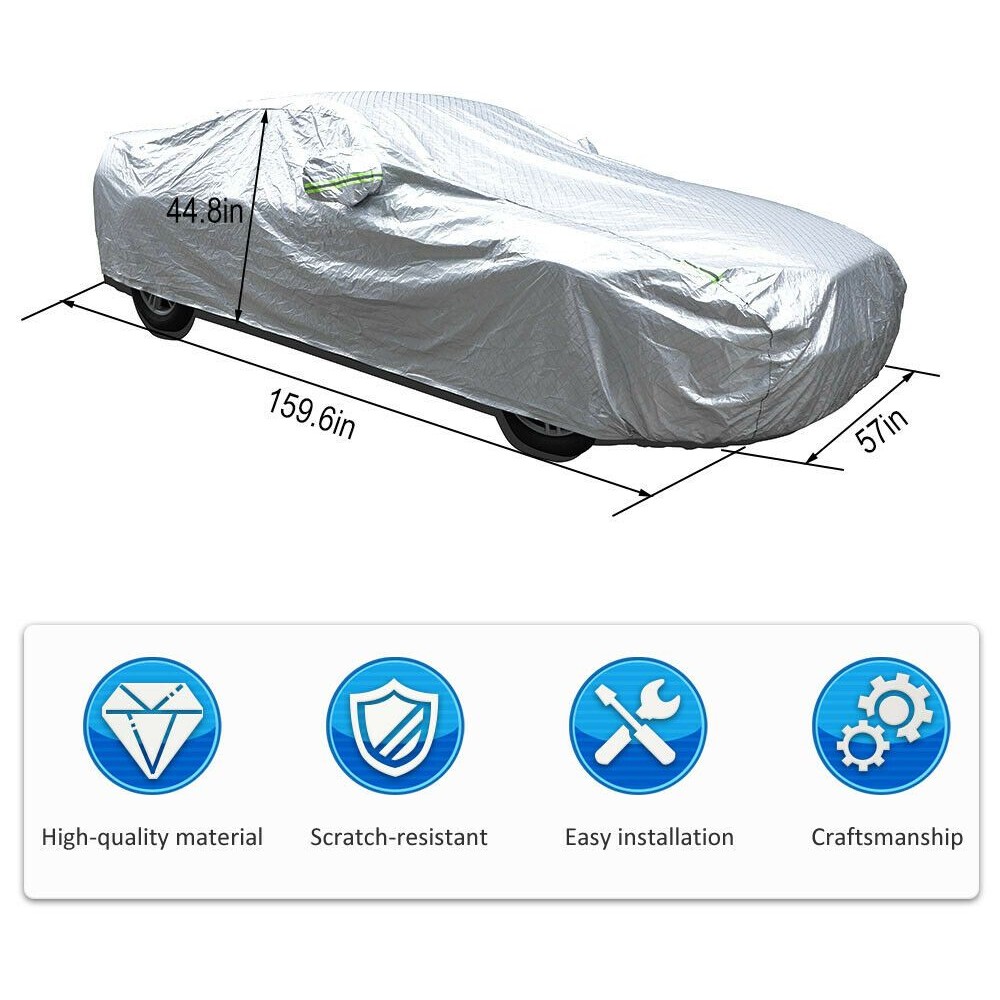 44.8in
159.6in
57in
High-quality material
Scratch-resistant
Easy installation
Craftsmanship